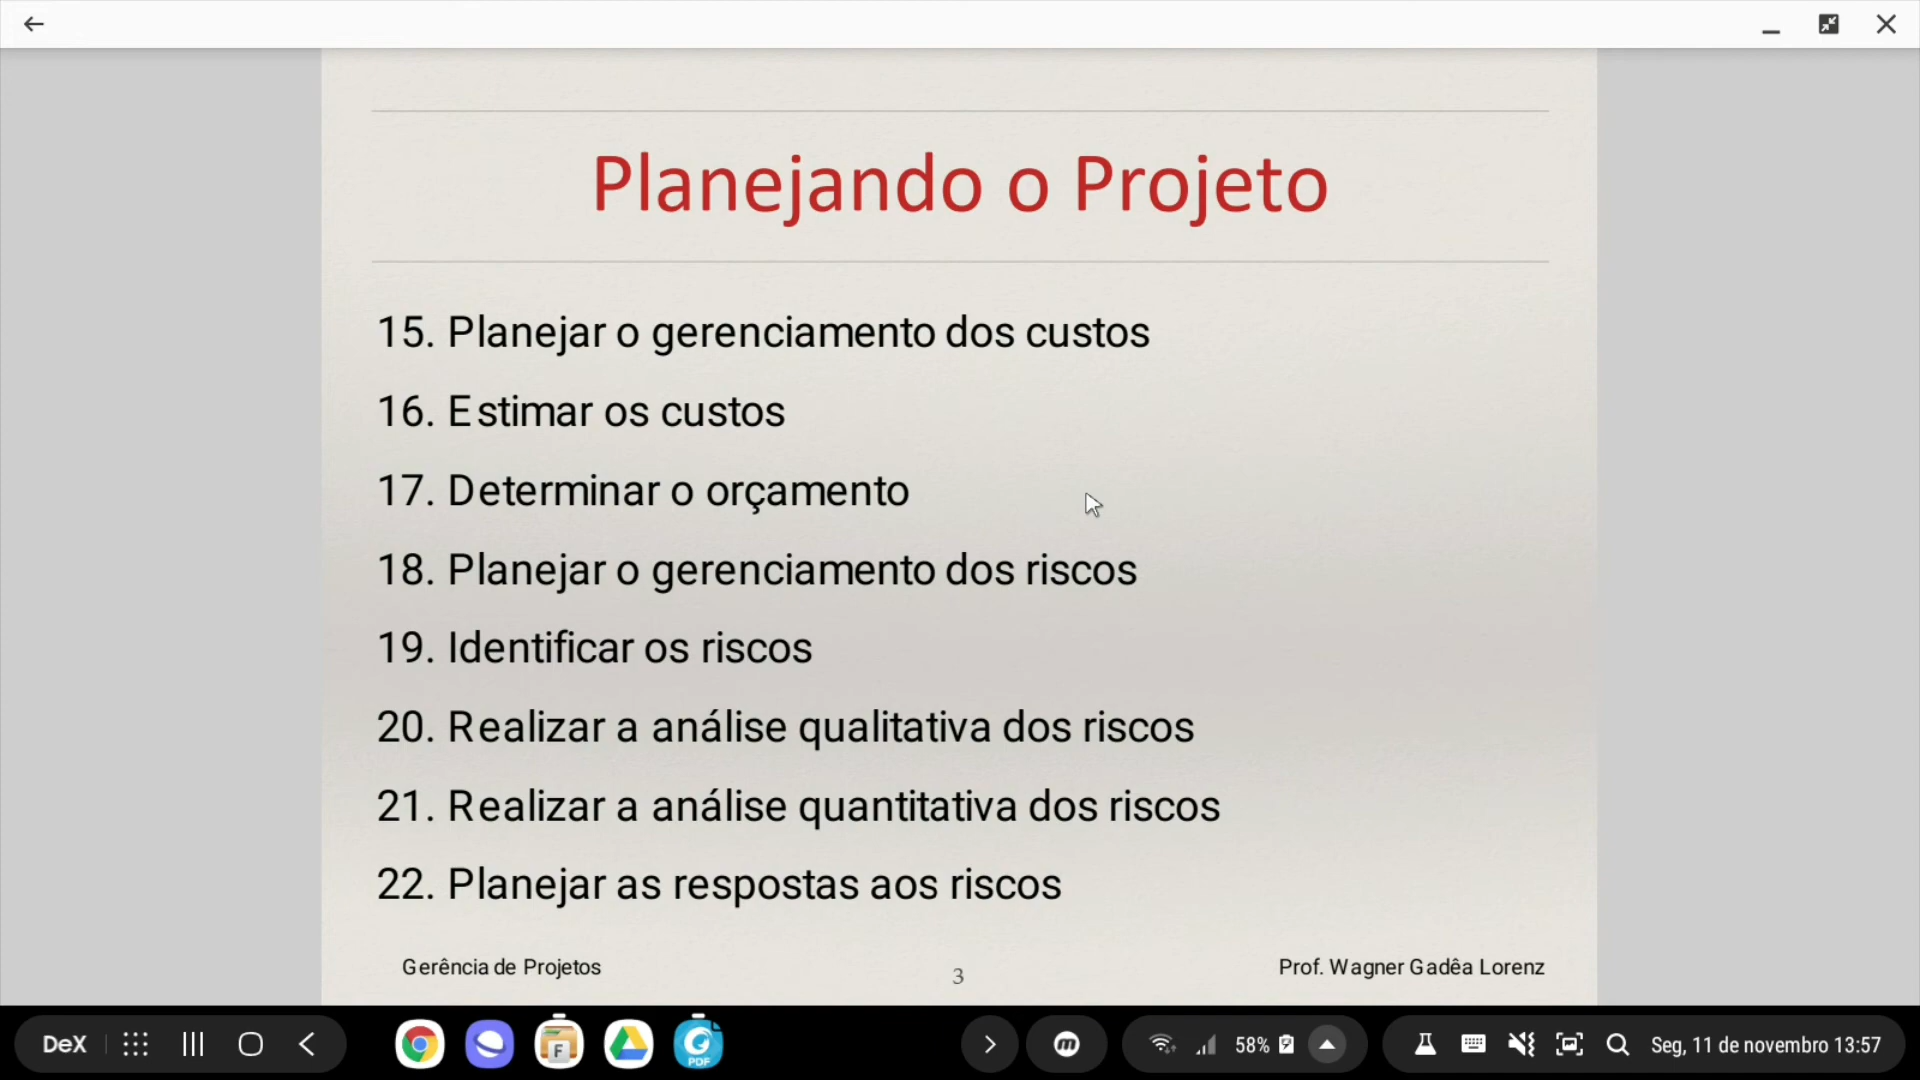 Planejando o Projeto
15. Planejar o gerenciamento dos custos
16. Estimar os custos
17. Determinar o orçamento
18. Planejar o gerenciamento dos riscos
19. Identificar os riscos
20. Realizar a análise qualitativa dos riscos
21. Realizar a análise quantitativa dos riscos
22. Planejar as respostas aos riscos
Gerência de Projetos
3
Prof. Wagner Gadêa Lorenz
DeX
F
PDF
m
58%
Seg, 11 de novembro 13:57